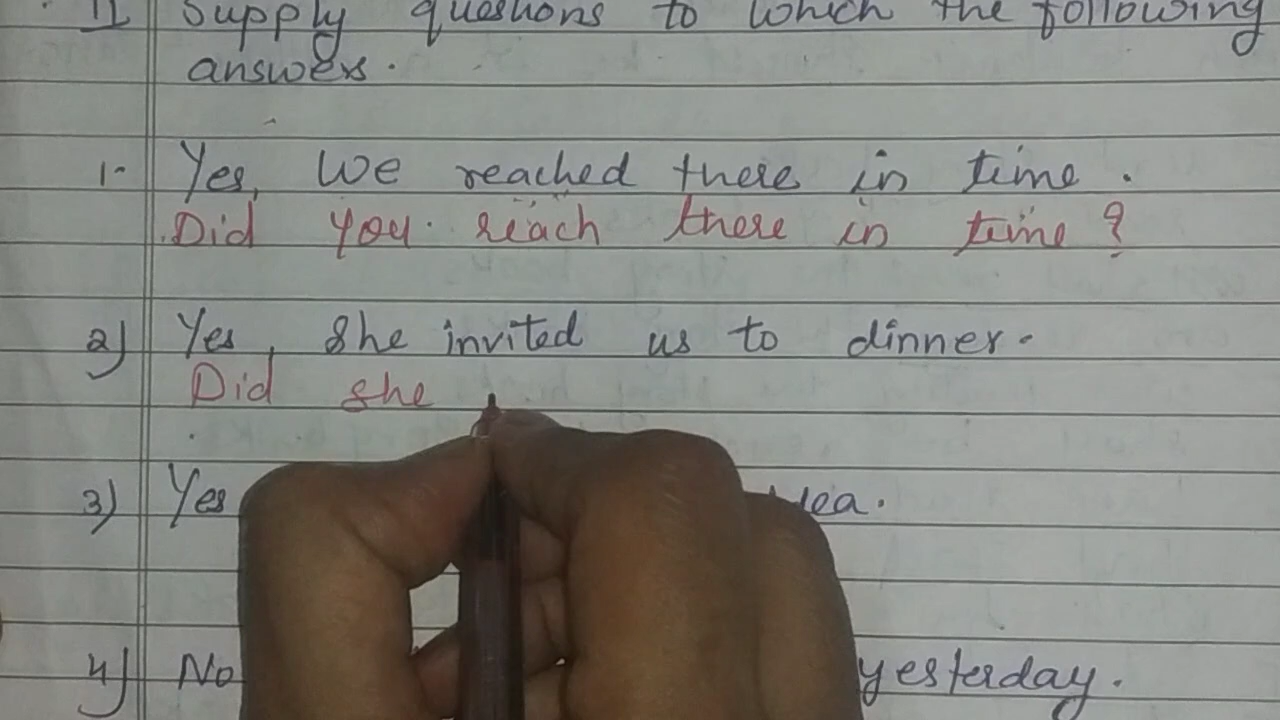 II Supply questions to which the following
answers.
1- Yes, We reached there in time.
Did you reach there in time?
2) Yes, She invited us to dinner.
Did she
3) Yes
4) No yesterday.